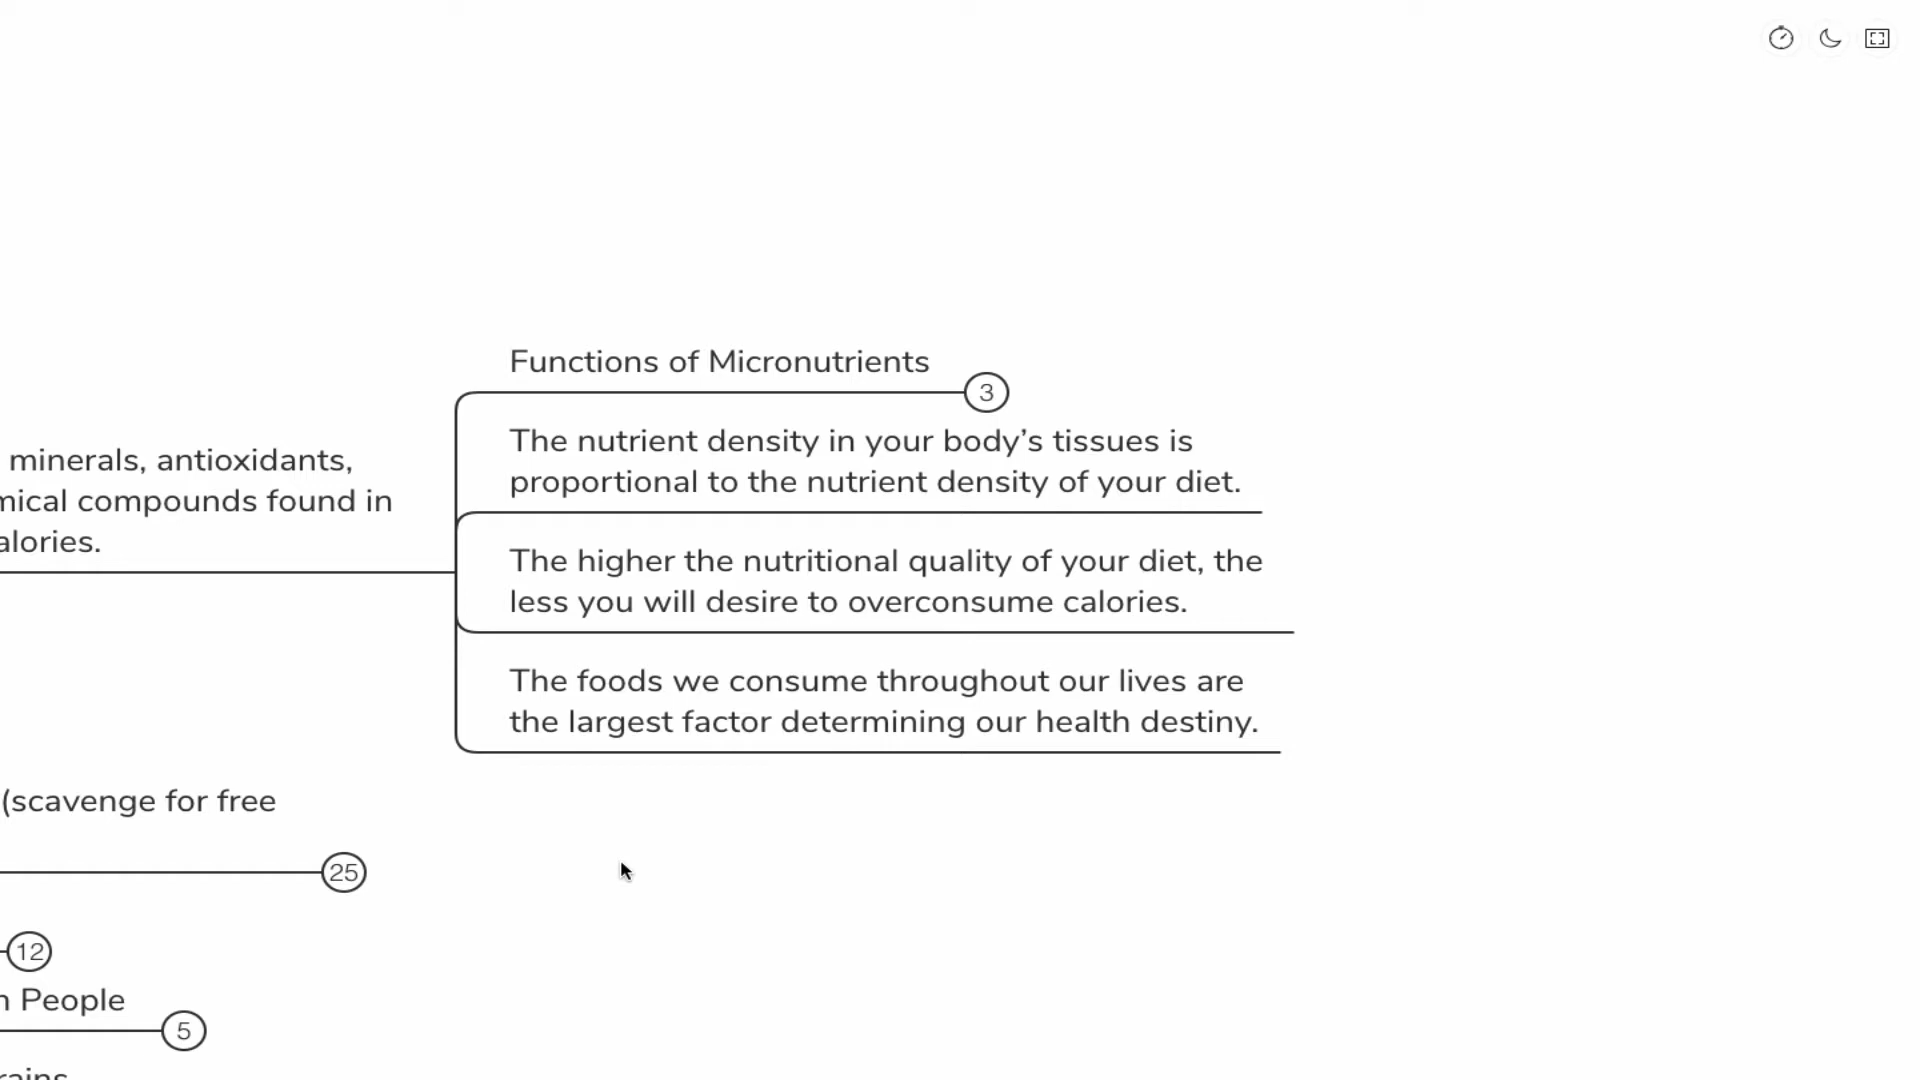 Functions of Micronutrients
3
The nutrient density in your body’s tissues is
proportional to the nutrient density of your diet.
The higher the nutritional quality of your diet, the
less you will desire to overconsume calories.
The foods we consume throughout our lives are
the largest factor determining our health destiny.
minerals, antioxidants,
compounds found in
(scavenge for free
25
12
People
5